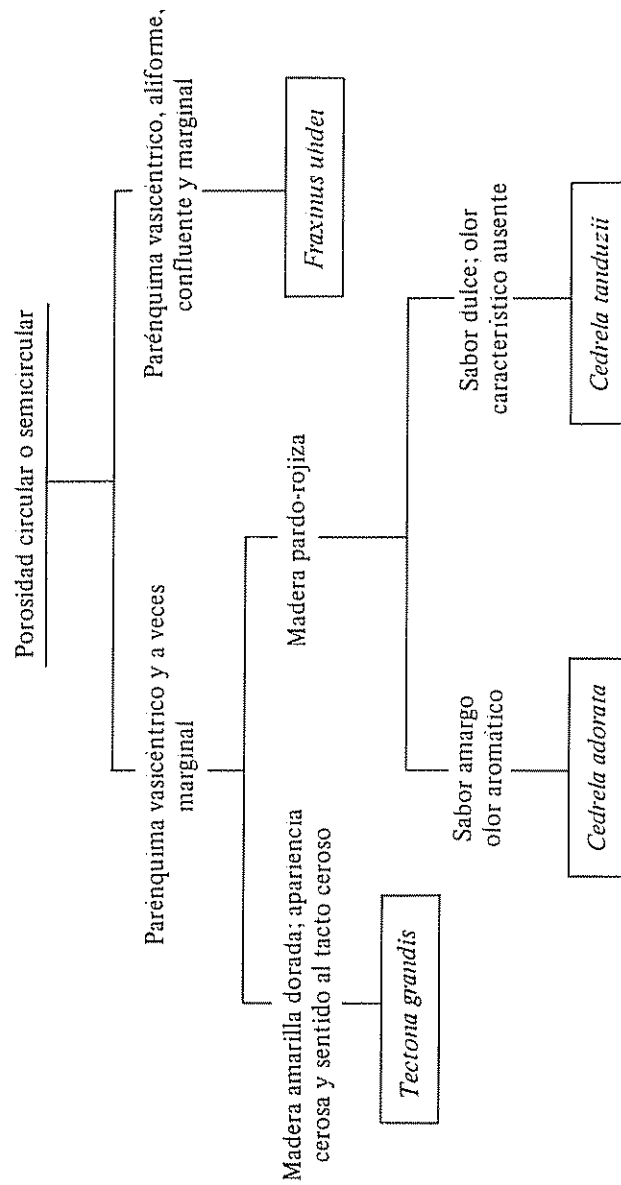 Porosidad circular o semicircular
Parénquima vasicéntrico y a veces
marginal
Parénquima vasicéntrico, aliforme,
confluente y marginal
Fraxinus uhdei
Madera amarilla dorada; apariencia
cerosa y sentido al tacto ceroso
Tectona grandis
Madera pardo-rojiza
Sabor amargo
olor aromático
Cedrela adorata
Sabor dulce; olor
característico ausente
Cedrela tanduzii